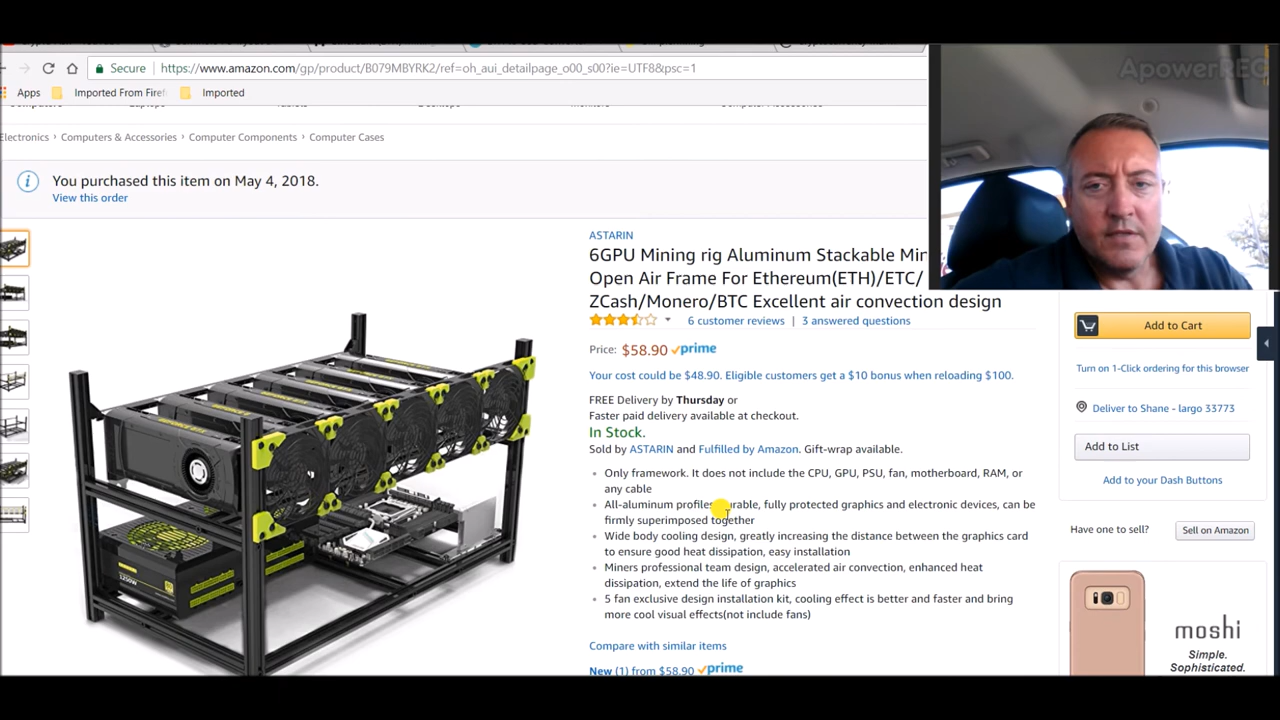 ApowerREC
Secure
https://www.amazon.com/gp/product/B079MBYRK2/ref=oh_aui_detailpage_o00_s00?ie=UTF8&psc=1
Apps
Imported From Firef
Imported
Electronics › Computers & Accessories › Computer Components › Computer Cases
You purchased this item on May 4, 2018.
View this order
ASTARIN
6GPU Mining rig Aluminum Stackable Min
Open Air Frame For Ethereum(ETH)/ETC/
ZCash/Monero/BTC Excellent air convection design
6 customer reviews | 3 answered questions
Price: $58.90 prime
Your cost could be $48.90. Eligible customers get a $10 bonus when reloading $100.
FREE Delivery by Thursday or
Faster paid delivery available at checkout.
In Stock.
Sold by ASTARIN and Fulfilled by Amazon. Gift-wrap available.
Only framework. It does not include the CPU, GPU, PSU, fan, motherboard, RAM, or
any cable
All-aluminum profiles, urable, fully protected graphics and electronic devices, can be
firmly superimposed together
Wide body cooling design, greatly increasing the distance between the graphics card
to ensure good heat dissipation, easy installation
Miners professional team design, accelerated air convection, enhanced heat
dissipation, extend the life of graphics
5 fan exclusive design installation kit, cooling effect is better and faster and bring
more cool visual effects(not include fans)
Compare with similar items
New (1) from $58.90 prime
Add to Cart
Turn on 1-Click ordering for this browser
Deliver to Shane - largo 33773
Add to List
Add to your Dash Buttons
Have one to sell?
Sell on Amazon
moshi
Simple.
Sophisticated.
1250W